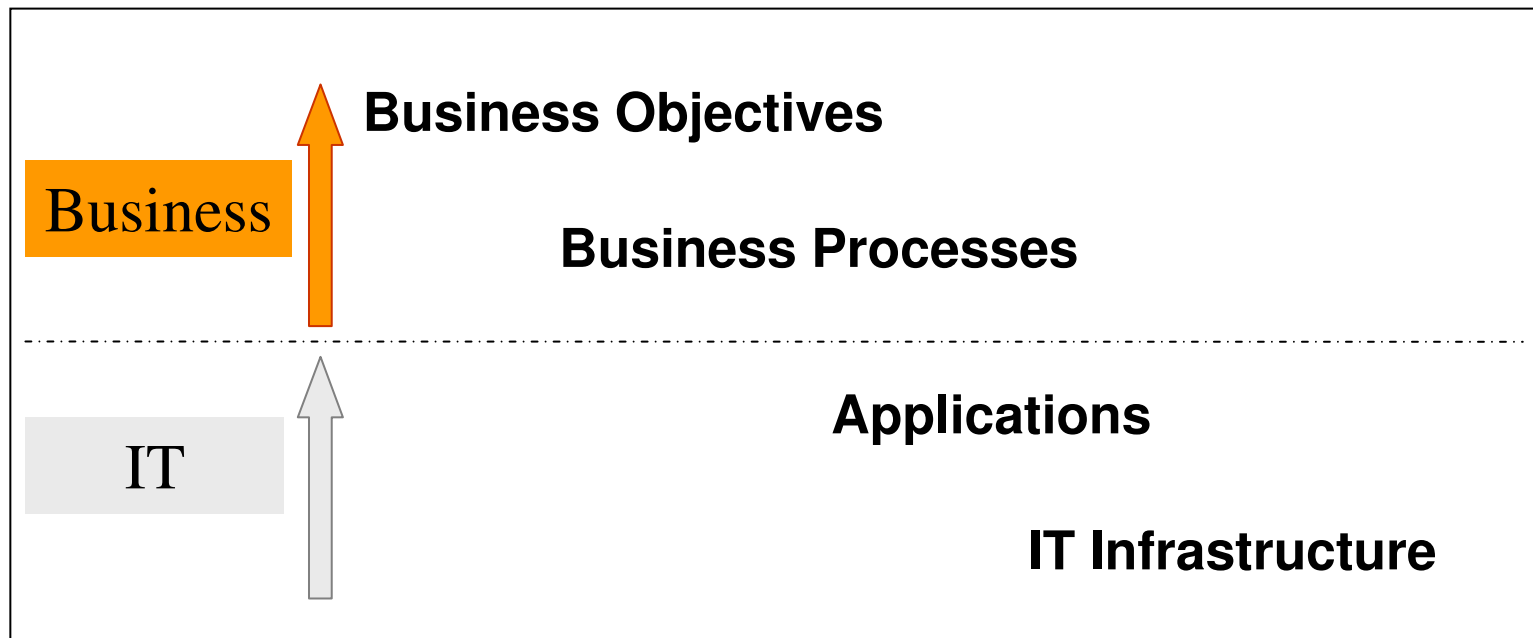 Business Objectives
Business
Business Processes
Applications
IT
IT Infrastructure